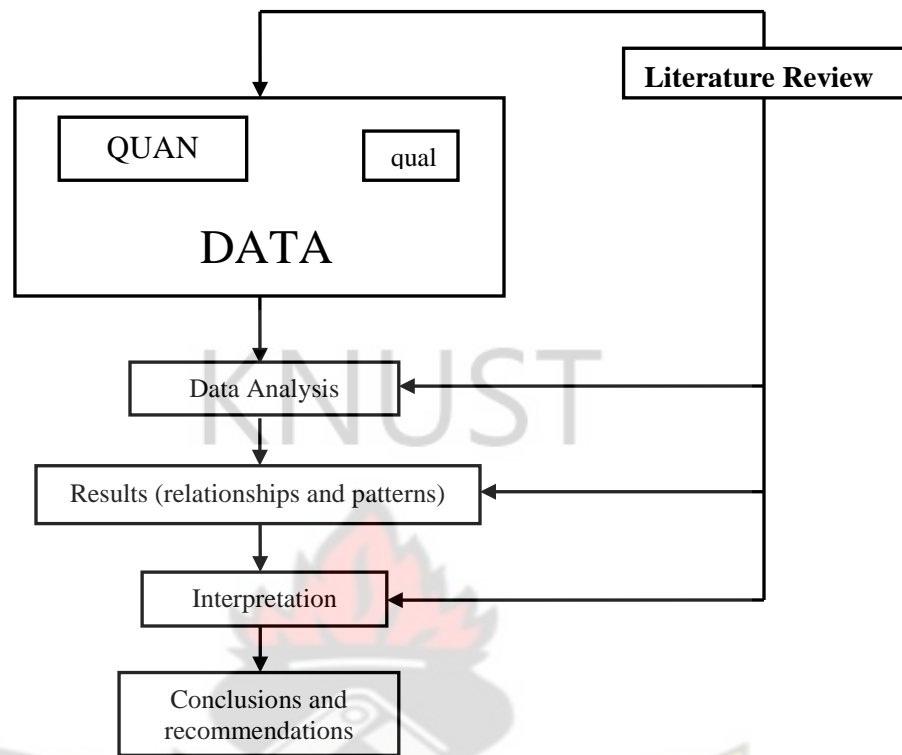 Literature Review
QUAN
qual
DATA
KNUST
Data Analysis
Results (relationships and patterns)
Interpretation
Conclusions and
recommendations